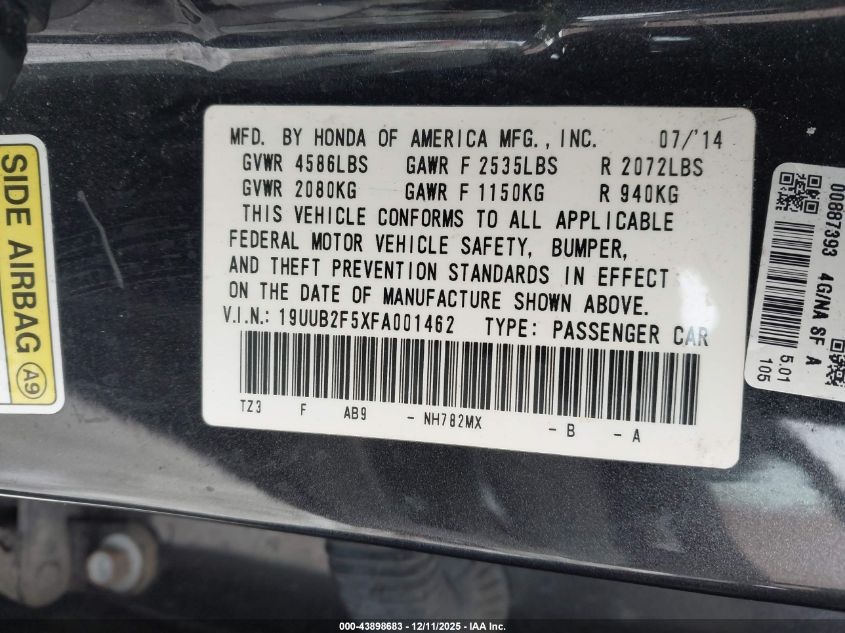 MFD. BY HONDA OF AMERICA MFG., INC. 07/'14
GVWR 4586LBS GAWR F 2535LBS R 2072LBS
GVWR 2080KG GAWR F 1150KG R 940KG
THIS VEHICLE CONFORMS TO ALL APPLICABLE
FEDERAL MOTOR VEHICLE SAFETY, BUMPER,
AND THEFT PREVENTION STANDARDS IN EFFECT
ON THE DATE OF MANUFACTURE SHOWN ABOVE.
V.I.N.: 19UUB2F5XFA001462 TYPE: PASSENGER CAR
TZ3 F AB9 - NH782MX - B - A
SIDE AIRBAG A9
00887393 4G/NA SF A
5.01
105
000-43898683 - 12/11/2025 - IAA Inc.